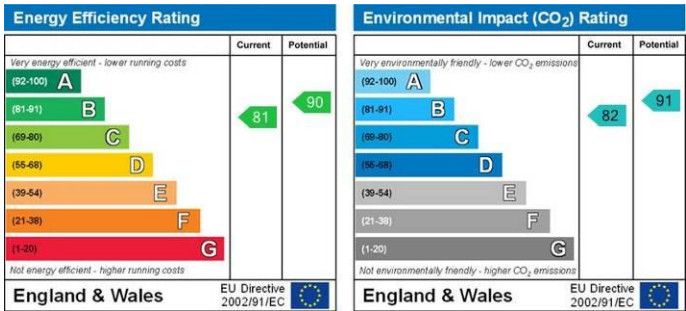 Energy Efficiency Rating
Current Potential
Very energy efficient - lower running costs
(92-100) A
(81-91) B
(69-80) C
(55-68) D
(39-54) E
(21-38) F
(1-20) G
81
90
Not energy efficient - higher running costs
England & Wales
EU Directive
2002/91/EC
Environmental Impact (CO₂) Rating
Current Potential
Very environmentally friendly - lower CO₂ emissions
(92-100) A
(81-91) B
(69-80) C
(55-68) D
(39-54) E
(21-38) F
(1-20) G
82
91
Not environmentally friendly - higher CO₂ emissions
England & Wales
EU Directive
2002/91/EC